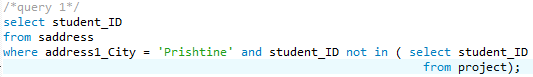 /*query 1*/
select student_ID
from saddress
where address1_City = 'Prishtine' and student_ID not in ( select student_ID
from project);